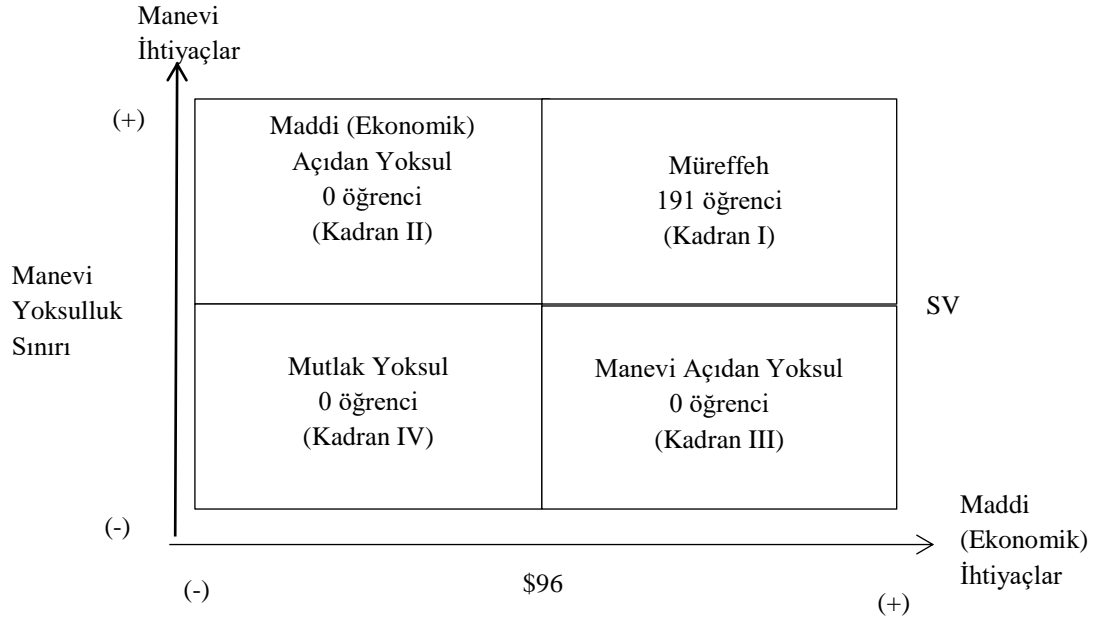 Manevi
İhtiyaçlar
(+)
Maddi (Ekonomik)
Açıdan Yoksul
0 öğrenci
(Kadran II)
Müreffeh
191 öğrenci
(Kadran I)
Manevi
Yoksulluk
Sınırı
SV
Mutlak Yoksul
0 öğrenci
(Kadran IV)
Manevi Açıdan Yoksul
0 öğrenci
(Kadran III)
(-)
Maddi
(Ekonomik)
İhtiyaçlar
(-)
$96
(+)